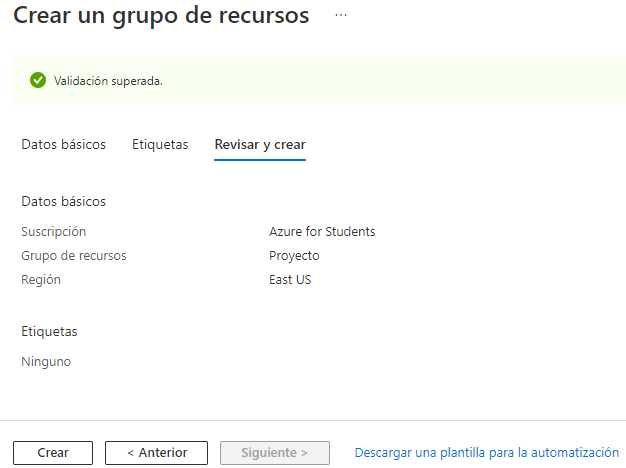 Crear un grupo de recursos ...
Validación superada.
Datos básicos Etiquetas Revisar y crear
Datos básicos
Suscripción Azure for Students
Grupo de recursos Proyecto
Región East US
Etiquetas
Ninguno
Crear < Anterior Siguiente > Descargar una plantilla para la automatización